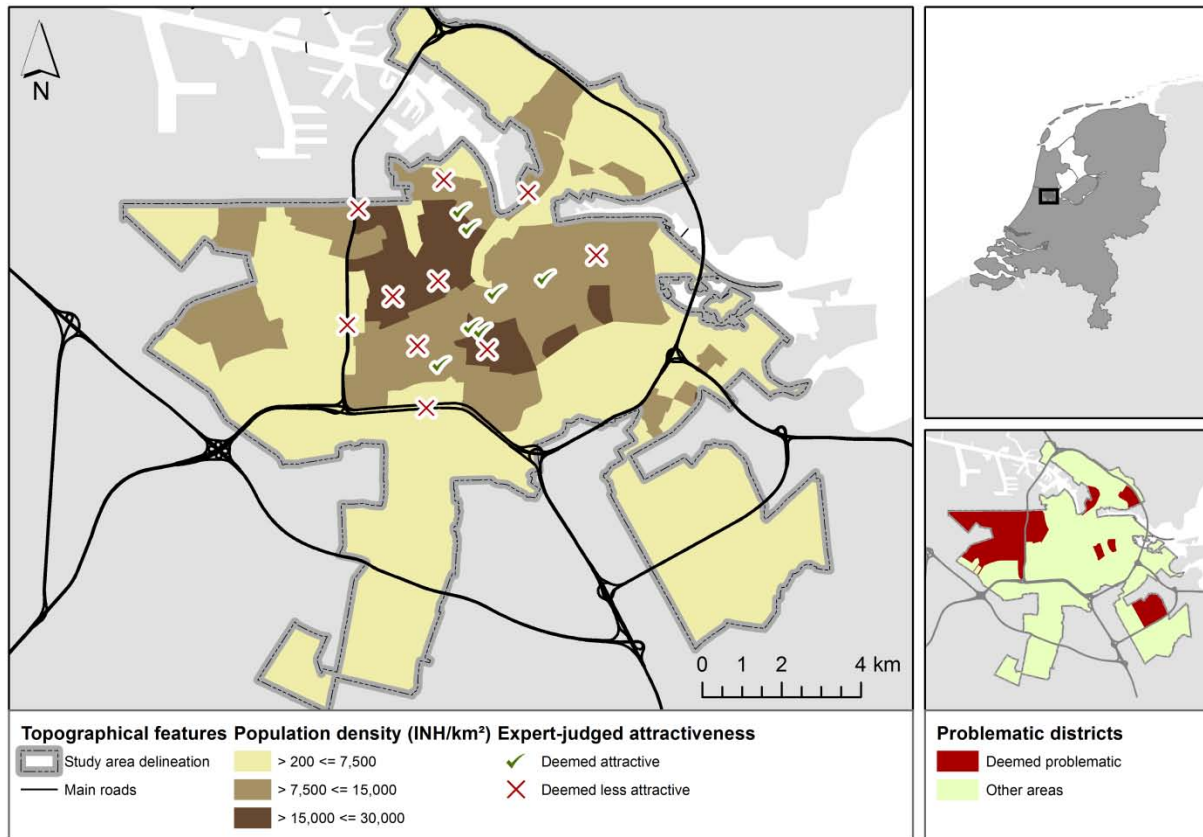 N
0 1 2 4 km
Topographical features
Study area delineation
Main roads
Population density (INH/km²)
> 200 <= 7,500
> 7,500 <= 15,000
> 15,000 <= 30,000
Expert-judged attractiveness
Deemed attractive
Deemed less attractive
Problematic districts
Deemed problematic
Other areas